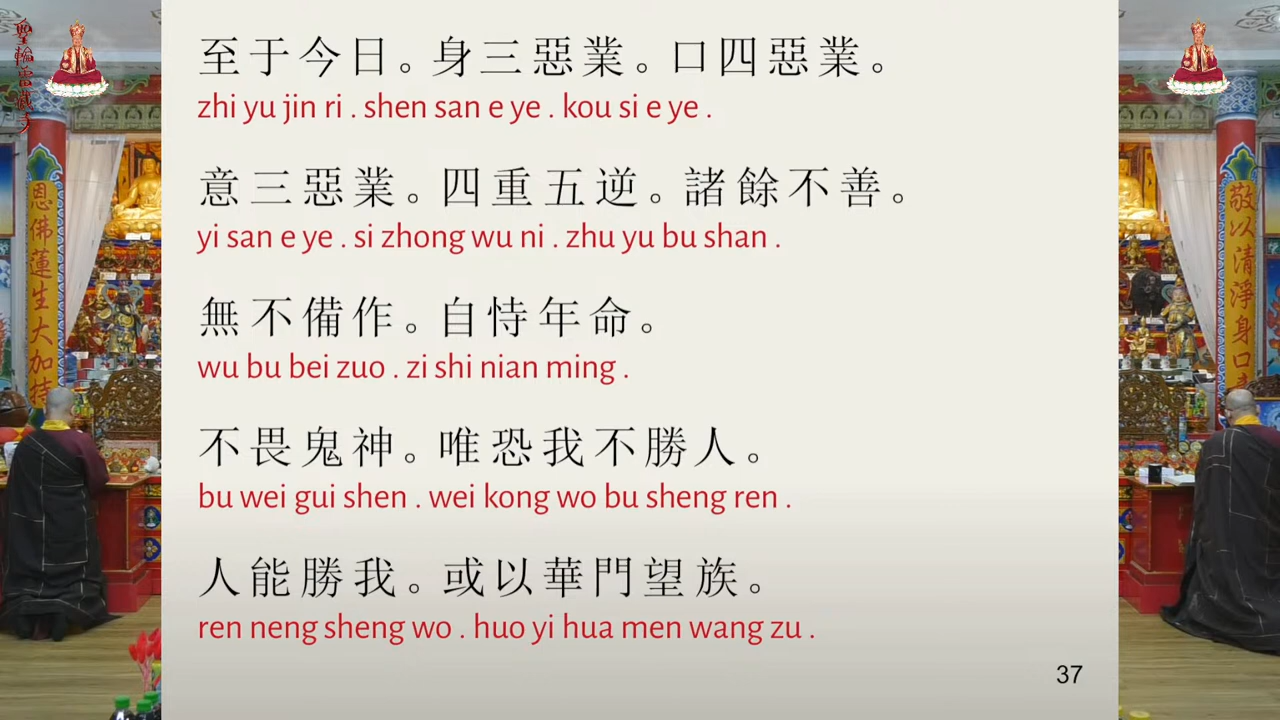 至于今日。身三惡業。口四惡業。
zhi yu jin ri . shen san e ye . kou si e ye .
意三惡業。四重五逆。諸餘不善。
yi san e ye . si zhong wu ni . zhu yu bu shan .
無不備作。自恃年命。
wu bu bei zuo . zi shi nian ming .
不畏鬼神。唯恐我不勝人。
bu wei gui shen . wei kong wo bu sheng ren .
人能勝我。或以華門望族。
ren neng sheng wo . huo yi hua men wang zu .
37
恩佛蓮生大加持
敬以清淨身口